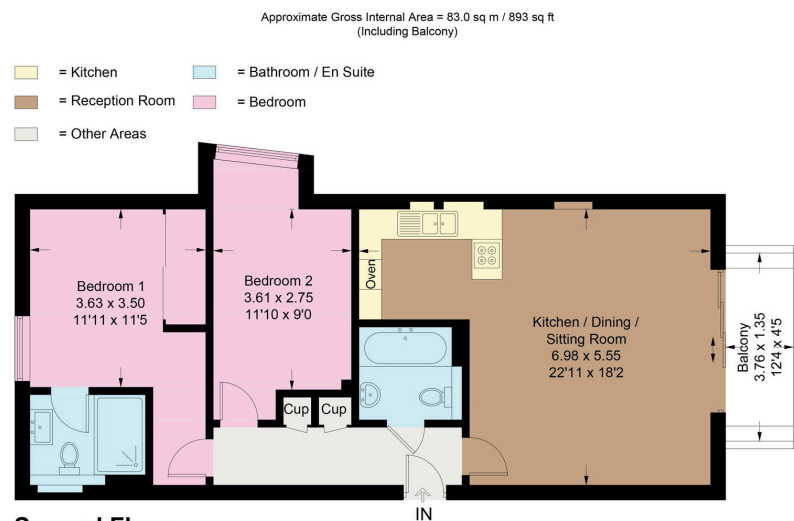 Approximate Gross Internal Area = 83.0 sq m / 893 sq ft
(Including Balcony)
= Kitchen
= Bathroom / En Suite
= Reception Room
= Bedroom
= Other Areas
Bedroom 1
3.63 x 3.50
11'11 x 11'5
Bedroom 2
3.61 x 2.75
11'10 x 9'0
Oven
Kitchen / Dining /
Sitting Room
6.98 x 5.55
22'11 x 18'2
Balcony
3.76 x 1.35
12'4 x 4'5
Cup
Cup
IN